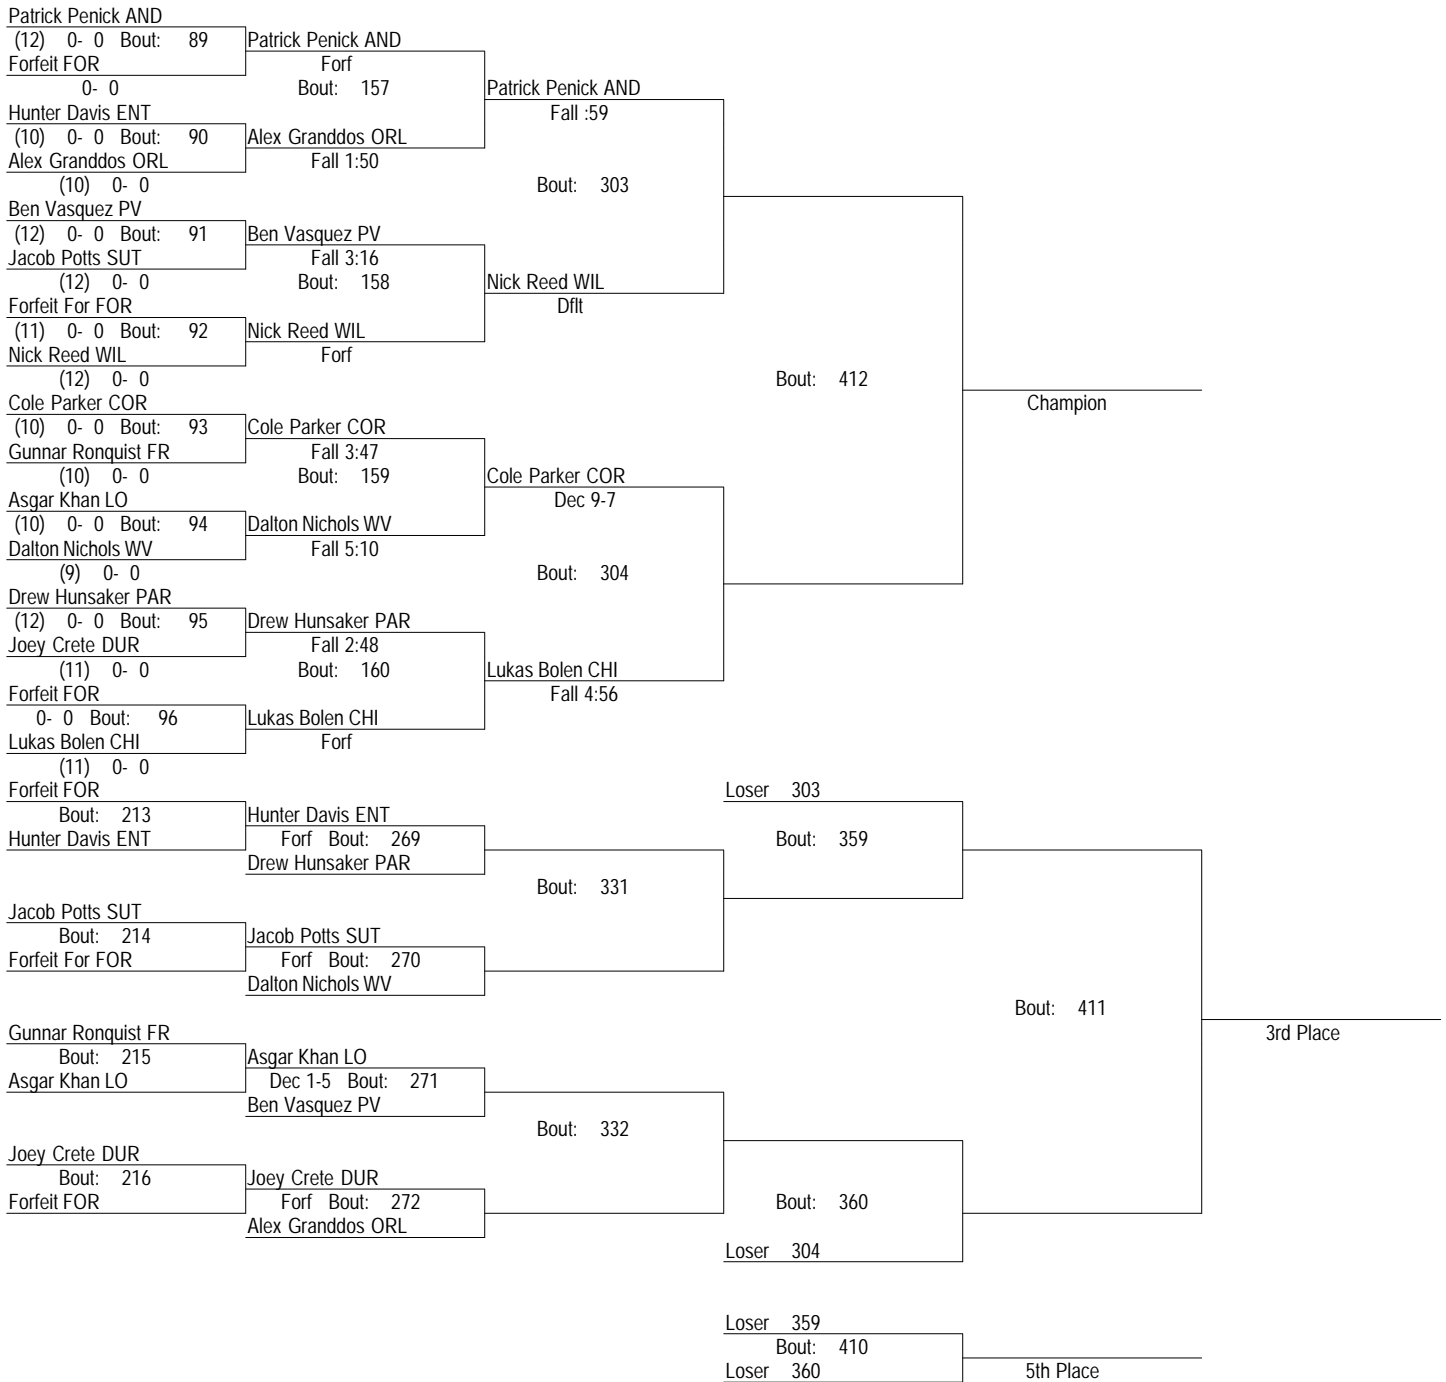 Patrick Penick AND
(12) 0- 0 Bout: 89 Patrick Penick AND
Forfeit FOR Forf
0- 0 Bout: 157 Patrick Penick AND
Hunter Davis ENT Fall :59
(10) 0- 0 Bout: 90 Alex Granddos ORL
Alex Granddos ORL Fall 1:50
(10) 0- 0 Bout: 303
Ben Vasquez PV
(12) 0- 0 Bout: 91 Ben Vasquez PV
Jacob Potts SUT Fall 3:16
(12) 0- 0 Bout: 158 Nick Reed WIL
Forfeit For FOR Dflt
(11) 0- 0 Bout: 92 Nick Reed WIL
Nick Reed WIL Forf
(12) 0- 0 Bout: 412
Cole Parker COR Champion
(10) 0- 0 Bout: 93 Cole Parker COR
Gunnar Ronquist FR Fall 3:47
(10) 0- 0 Bout: 159 Cole Parker COR
Asgar Khan LO Dec 9-7
(10) 0- 0 Bout: 94 Dalton Nichols WV
Dalton Nichols WV Fall 5:10
(9) 0- 0 Bout: 304
Drew Hunsaker PAR
(12) 0- 0 Bout: 95 Drew Hunsaker PAR
Joey Crete DUR Fall 2:48
(11) 0- 0 Bout: 160 Lukas Bolen CHI
Forfeit FOR Fall 4:56
0- 0 Bout: 96 Lukas Bolen CHI
Lukas Bolen CHI Forf
(11) 0- 0
Forfeit FOR Loser 303
Bout: 213 Hunter Davis ENT
Hunter Davis ENT Forf Bout: 269 Bout: 359
Drew Hunsaker PAR
Bout: 331
Jacob Potts SUT
Bout: 214 Jacob Potts SUT
Forfeit For FOR Forf Bout: 270
Dalton Nichols WV
Bout: 411
Gunnar Ronquist FR 3rd Place
Bout: 215 Asgar Khan LO
Asgar Khan LO Dec 1-5 Bout: 271
Ben Vasquez PV
Bout: 332
Joey Crete DUR
Bout: 216 Joey Crete DUR
Forfeit FOR Forf Bout: 272 Bout: 360
Alex Granddos ORL
Loser 304
Loser 359
Bout: 410
Loser 360 5th Place